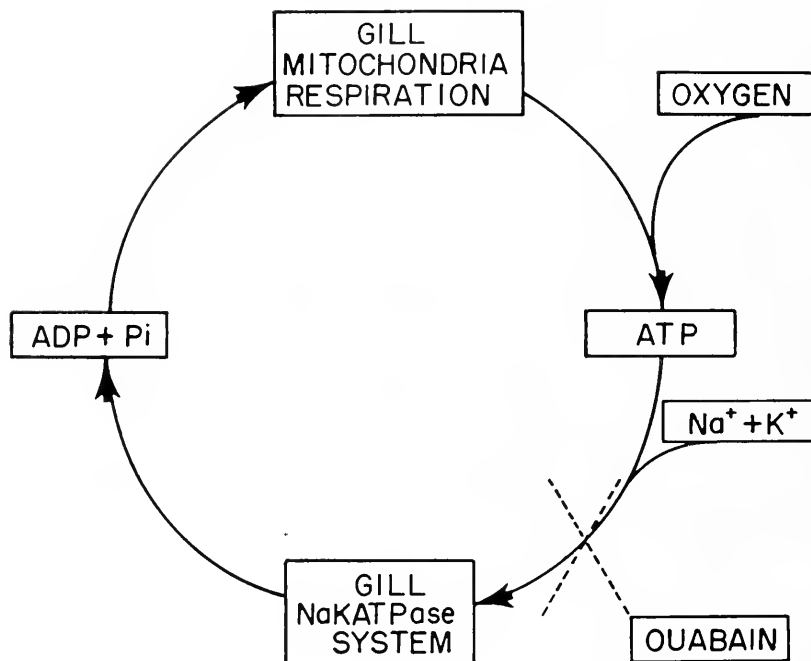 GILL
MITOCHONDRIA
RESPIRATION
OXYGEN
ADP + Pi
ATP
Na⁺ + K⁺
GILL
NaKATPase
SYSTEM
OUABAIN